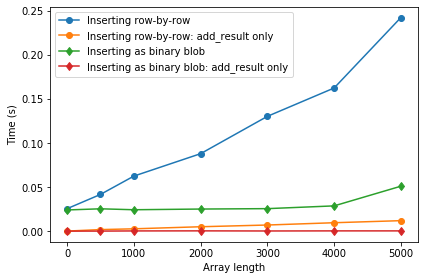 Inserting row-by-row
Inserting row-by-row: add_result only
Inserting as binary blob
Inserting as binary blob: add_result only
Time (s)
0.25
0.20
0.15
0.10
0.05
0.00
0 1000 2000 3000 4000 5000
Array length